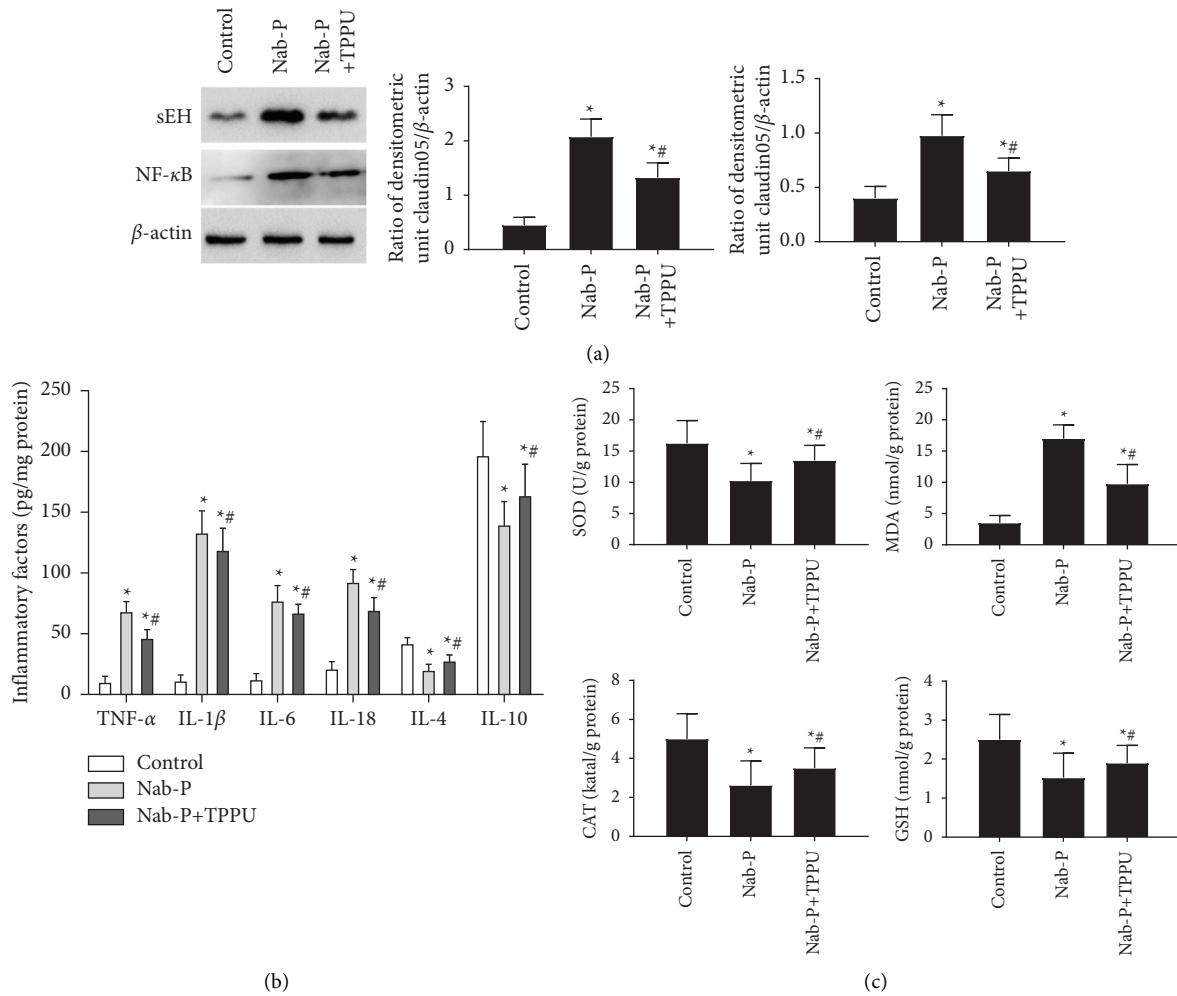 Control
Nab-P
Nab-P
+TPPU
sEH
NF-κB
β-actin
Ratio of densitometric
unit claudin05/β-actin
3
2
1
0
*
*#
Control
Nab-P
Nab-P
+TPPU
Ratio of densitometric
unit claudin05/β-actin
1.5
1.0
0.5
0.0
*
*#
Control
Nab-P
Nab-P
+TPPU
(a)
Inflammatory factors (pg/mg protein)
250
200
150
100
50
0
*
*#
*
*#
*
*#
*
*#
*
*#
*
*#
TNF-α IL-1β IL-6 IL-18 IL-4 IL-10
Control
Nab-P
Nab-P+TPPU
(b)
SOD (U/g protein)
25
20
15
10
5
0
*
*#
Control
Nab-P
Nab-P+TPPU
MDA (nmol/g protein)
25
20
15
10
5
0
*
*#
Control
Nab-P
Nab-P+TPPU
CAT (katal/g protein)
8
6
4
2
0
*
*#
Control
Nab-P
Nab-P+TPPU
GSH (nmol/g protein)
4
3
2
1
0
*
*#
Control
Nab-P
Nab-P+TPPU
(c)